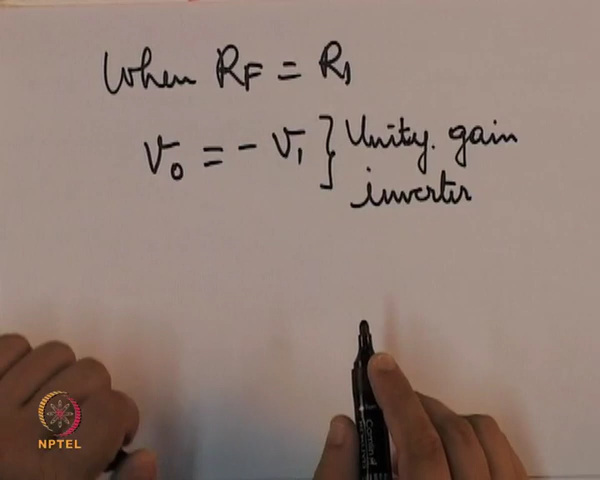 When RF = R1
V0 = - V1 } Unity gain
inverter
NPTEL